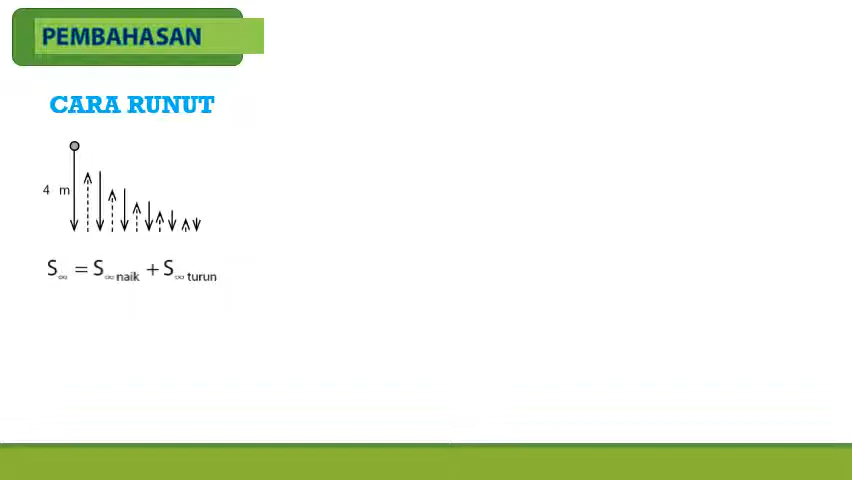 PEMBAHASAN
CARA RUNUT
4 m
S∞ = S∞ naik + S∞ turun